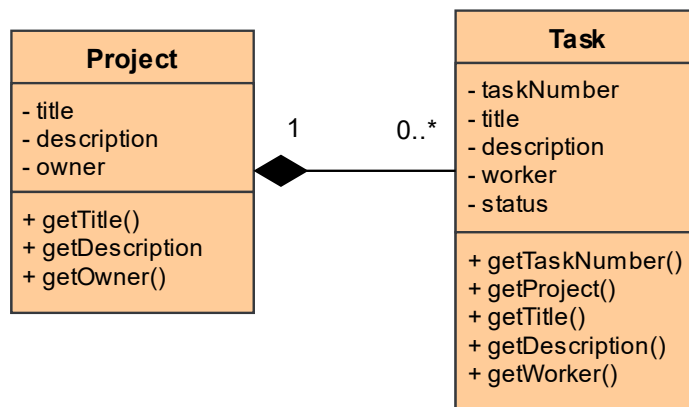 Project
- title
- description
- owner
+ getTitle()
+ getDescription
+ getOwner()
1
0..*
Task
- taskNumber
- title
- description
- worker
- status
+ getTaskNumber()
+ getProject()
+ getTitle()
+ getDescription()
+ getWorker()